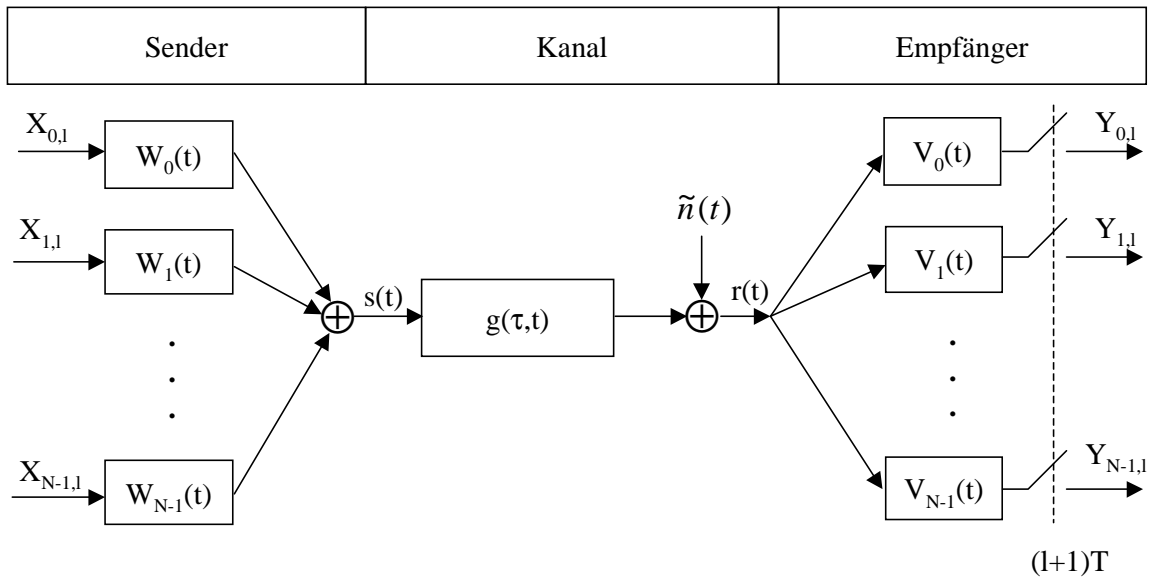 Sender Kanal Empfänger
X0,l W0(t) V0(t) Y0,l
X1,l W1(t) ñ(t) V1(t) Y1,l
s(t) g(τ,t) r(t)
XN-1,l WN-1(t) VN-1(t) YN-1,l
(l+1)T